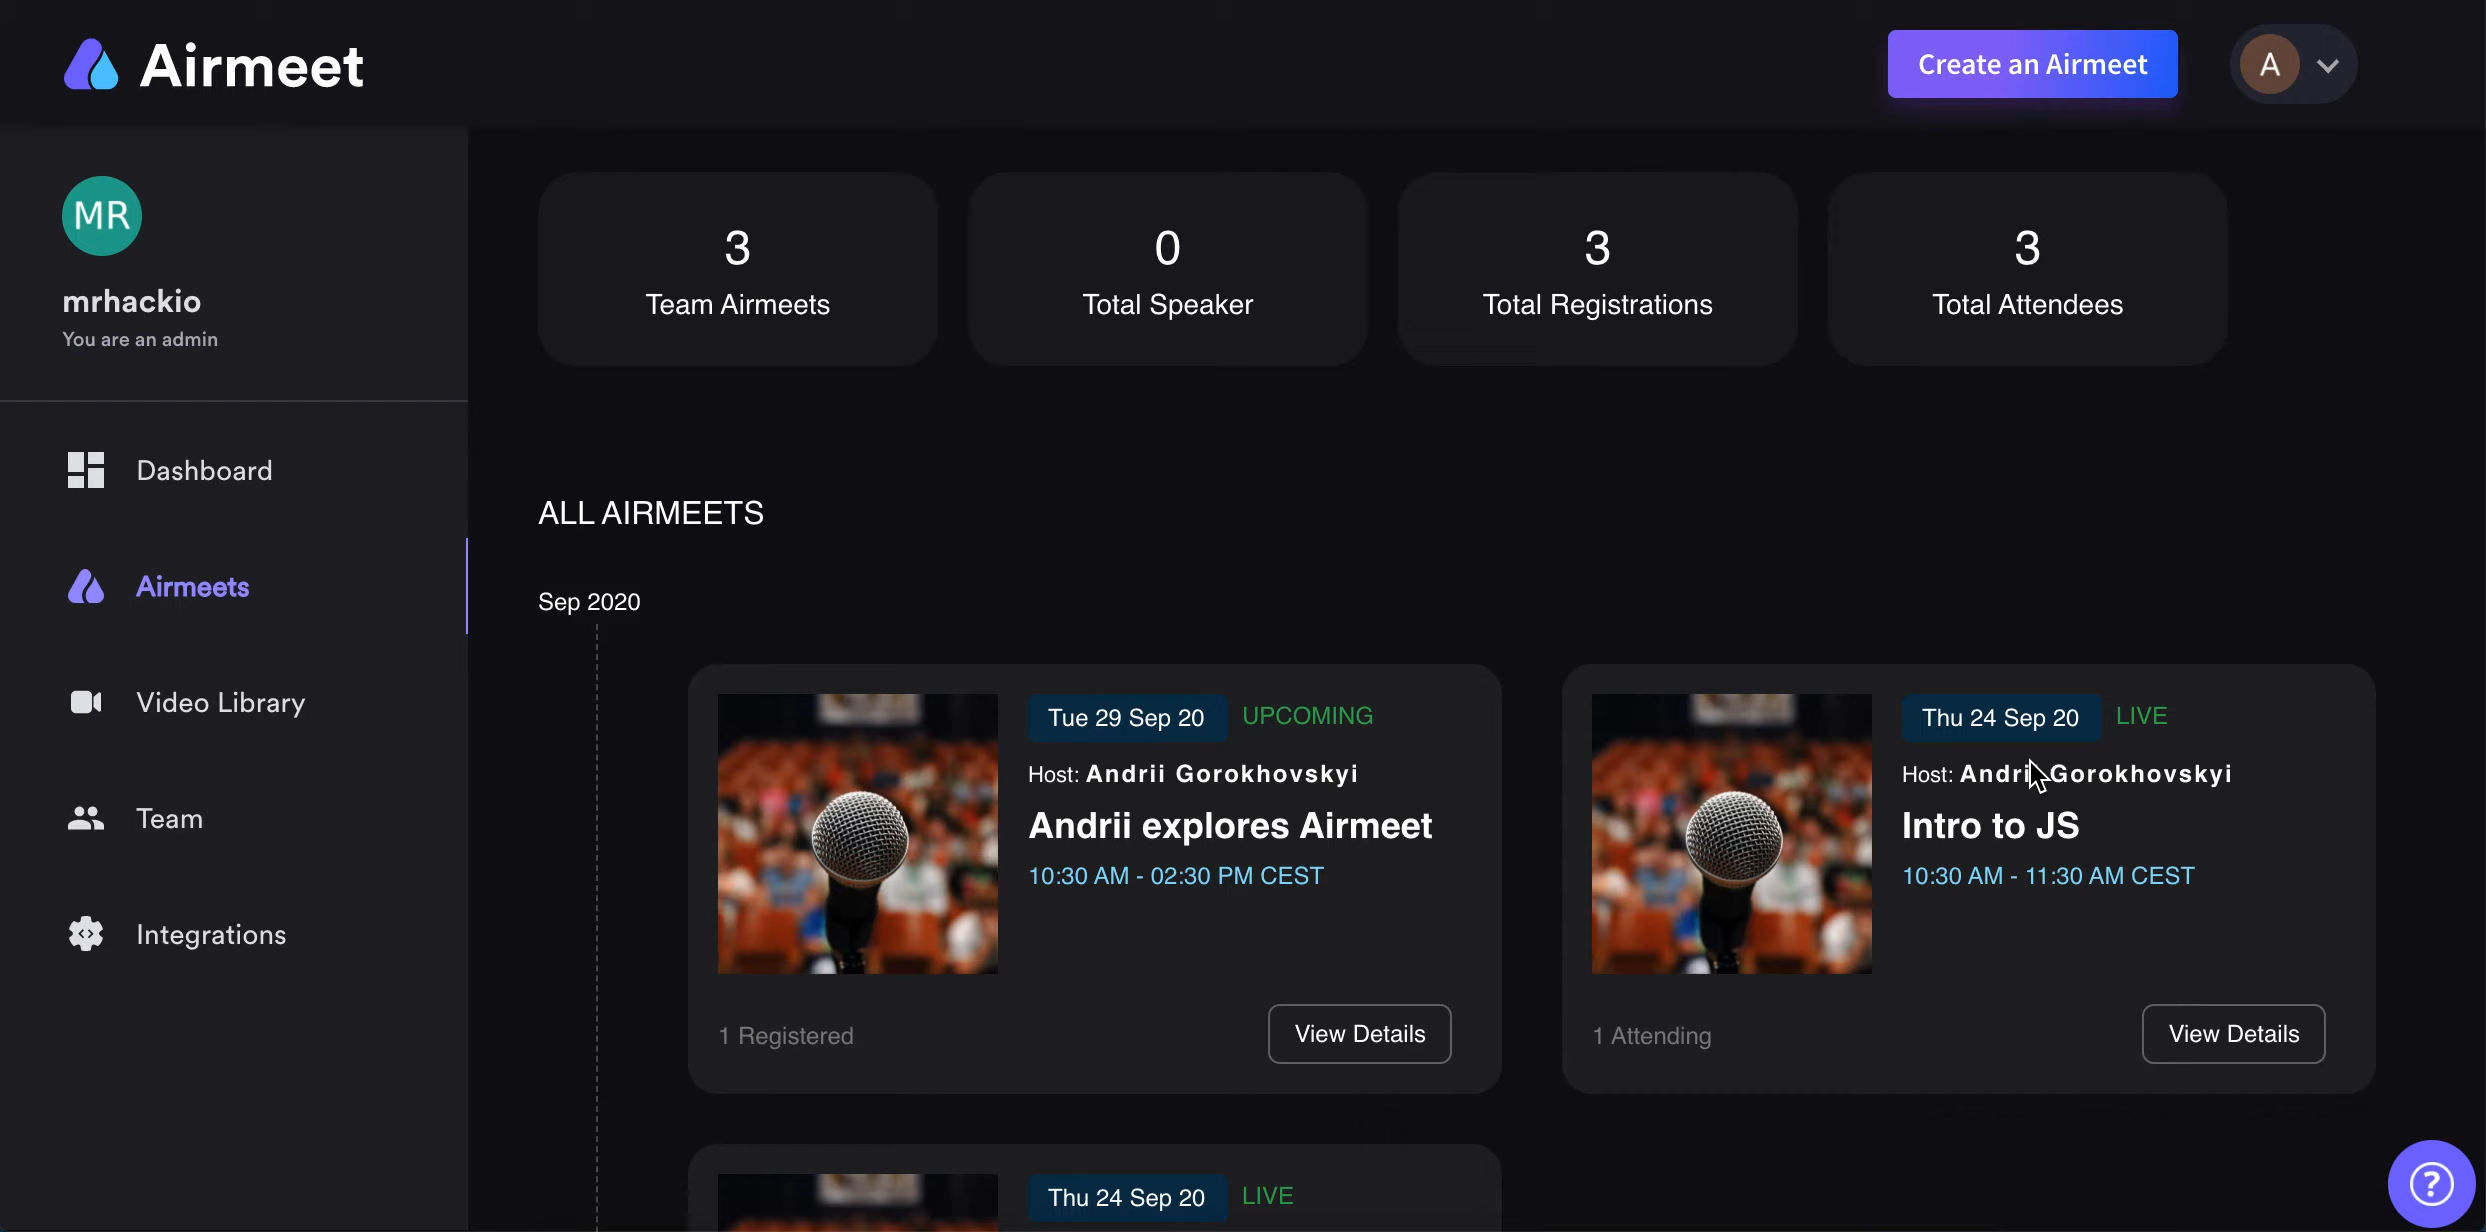 Airmeet
Create an Airmeet
A
MR
mrhackio
You are an admin
Dashboard
Airmeets
Video Library
Team
Integrations
3
Team Airmeets
0
Total Speaker
3
Total Registrations
3
Total Attendees
ALL AIRMEETS
Sep 2020
Tue 29 Sep 20 UPCOMING
Host: Andrii Gorokhovskyi
Andrii explores Airmeet
10:30 AM - 02:30 PM CEST
1 Registered
View Details
Thu 24 Sep 20 LIVE
Host: Andrii Gorokhovskyi
Intro to JS
10:30 AM - 11:30 AM CEST
1 Attending
View Details
Thu 24 Sep 20 LIVE
?